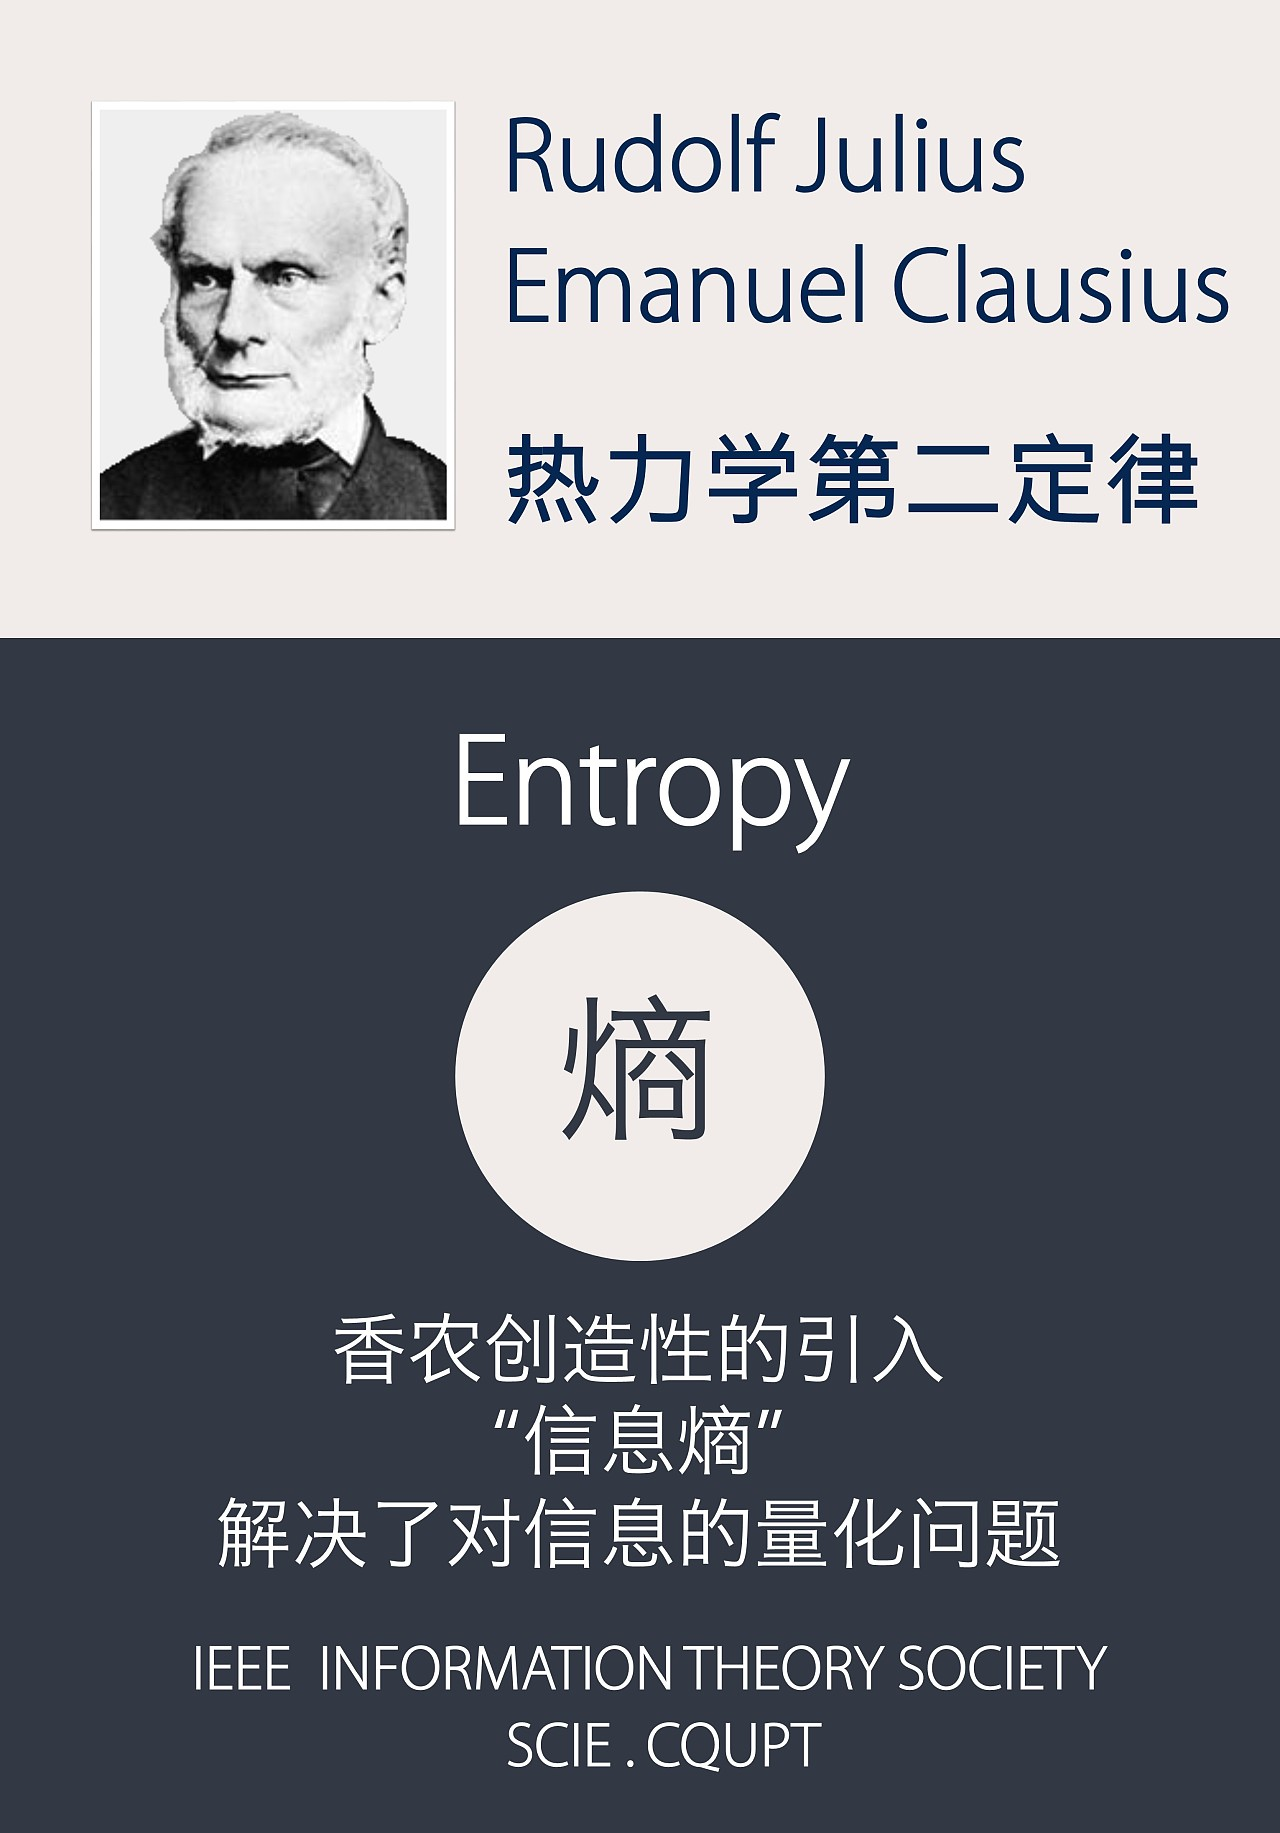 Rudolf Julius
Emanuel Clausius
热力学第二定律
Entropy
熵
香农创造性的引入
“信息熵”
解决了对信息的量化问题
IEEE INFORMATION THEORY SOCIETY
SCIE . CQUPT